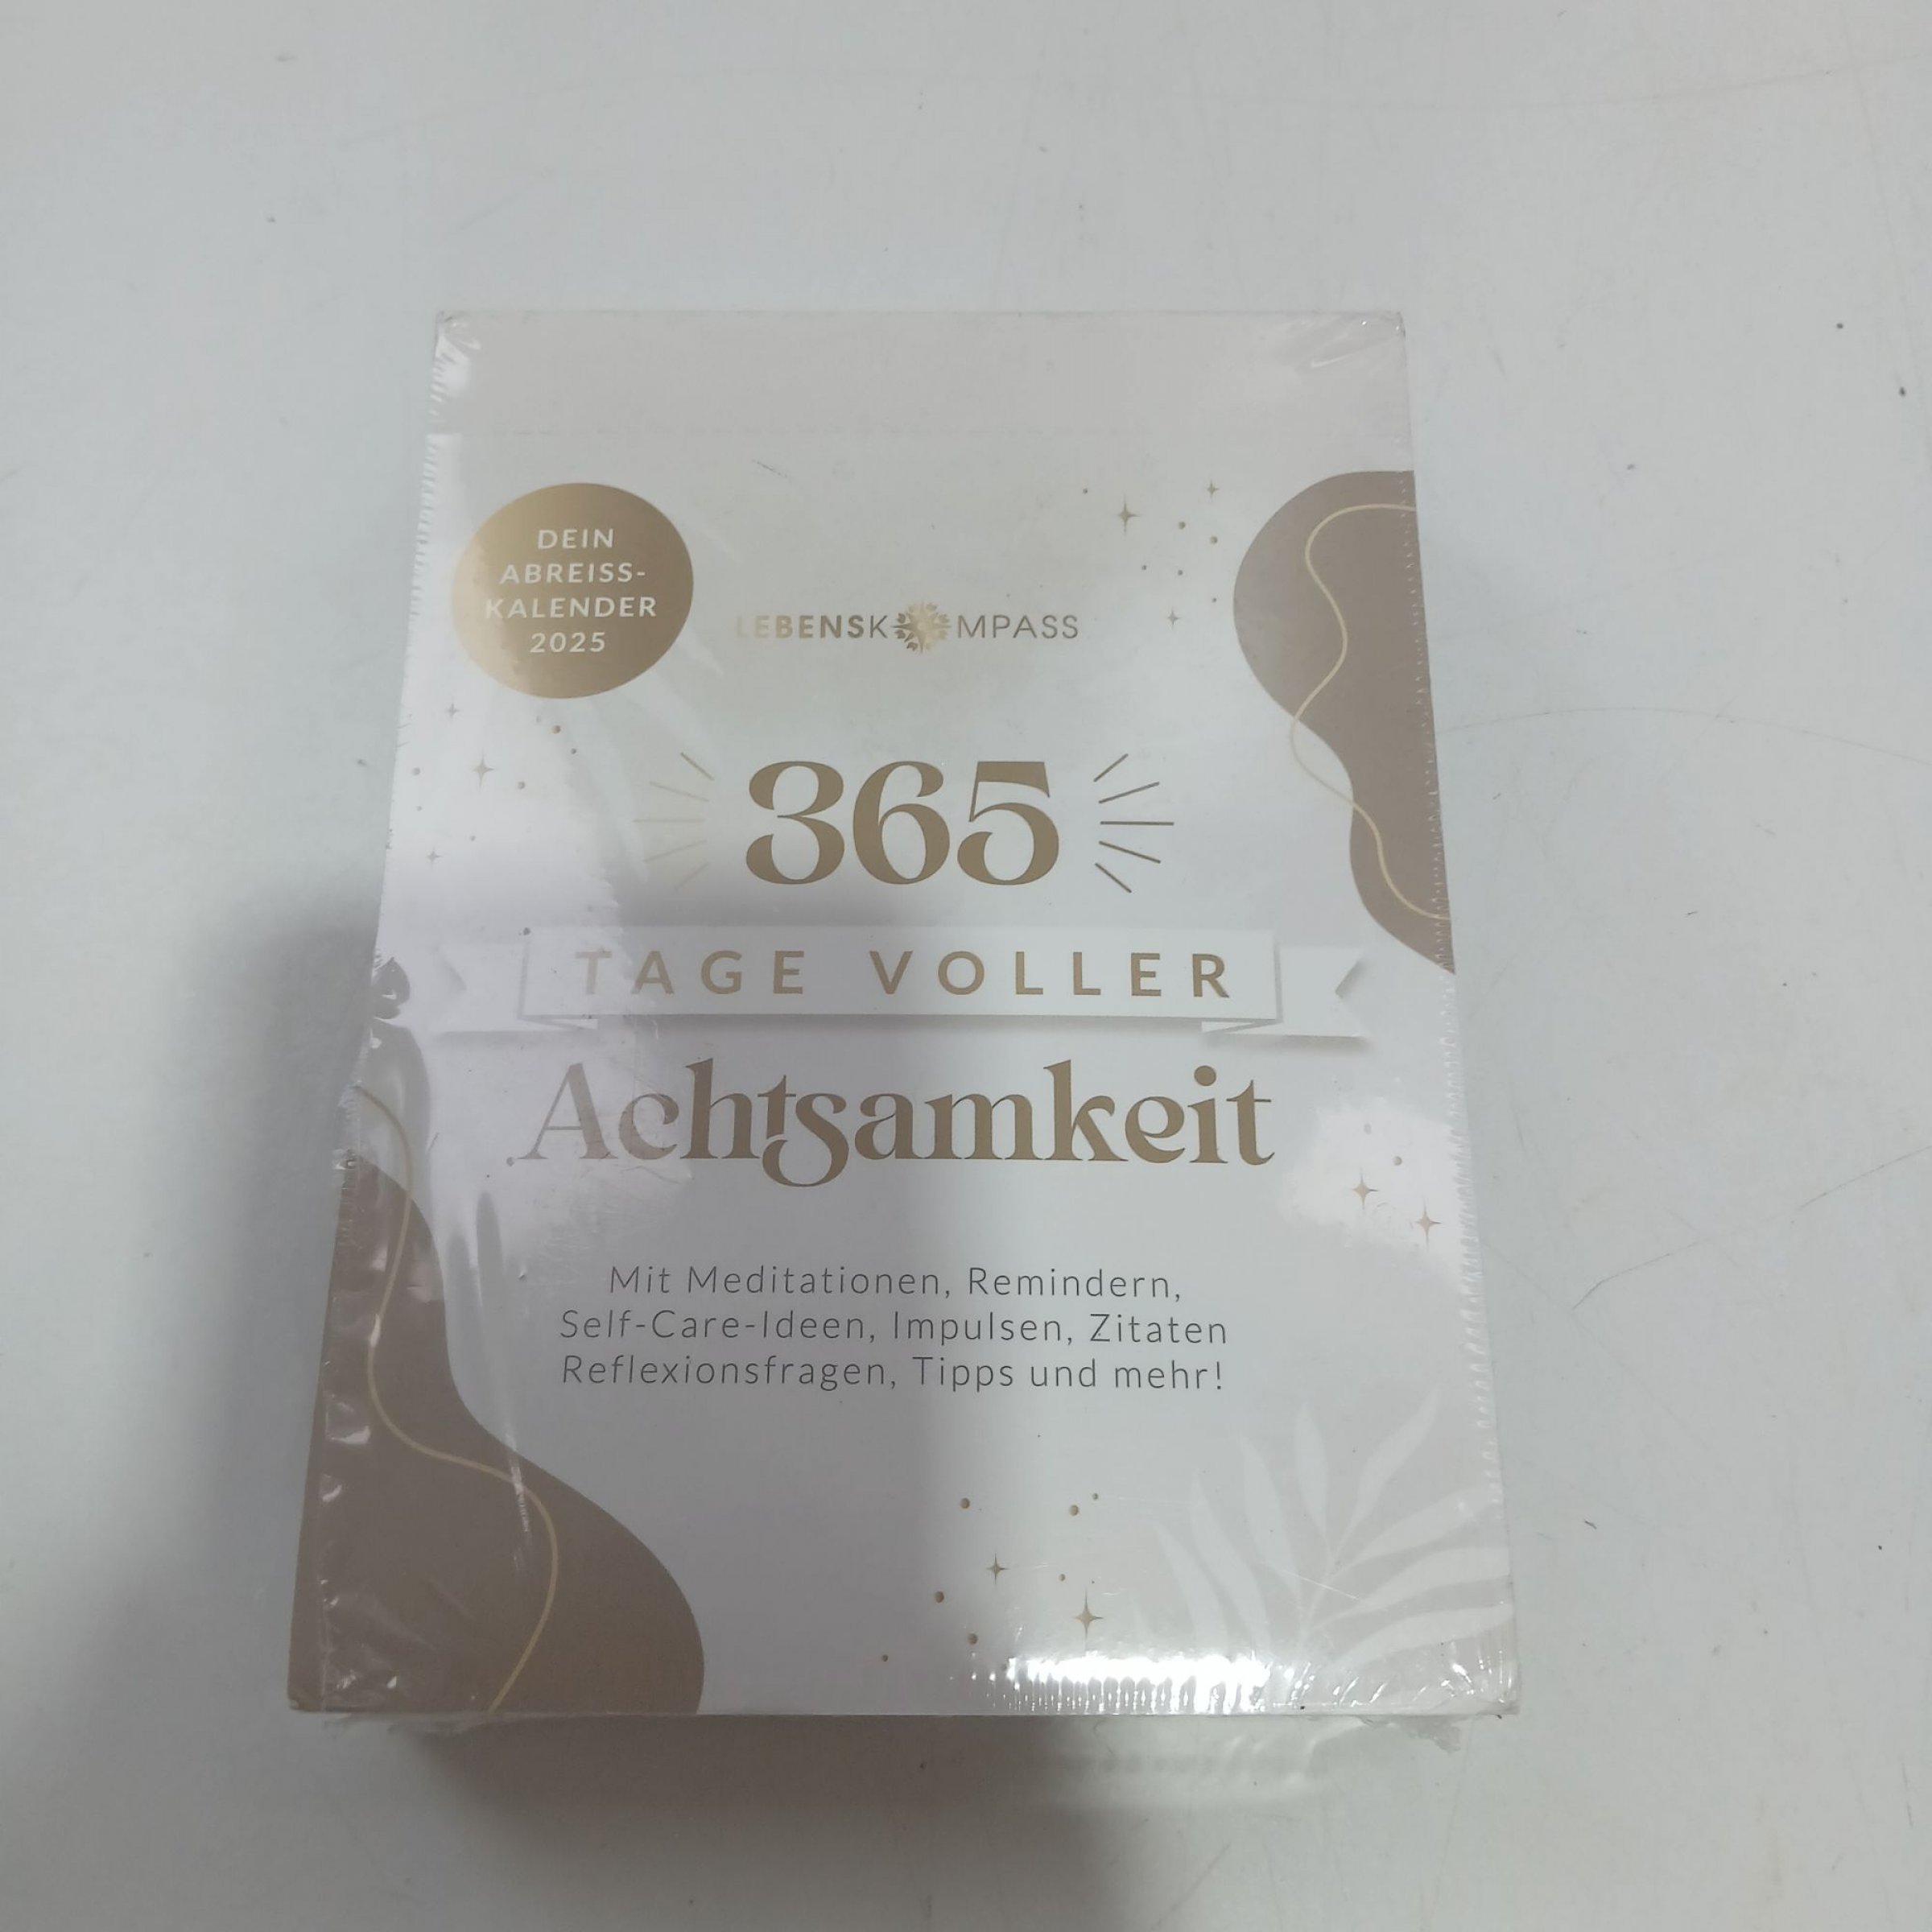 DEIN
ABREISS-
KALENDER
2025
LEBENSKOMPASS
365
TAGE VOLLER
Achtsamkeit
Mit Meditationen, Remindern,
Self-Care-Ideen, Impulsen, Zitaten
Reflexionsfragen, Tipps und mehr!